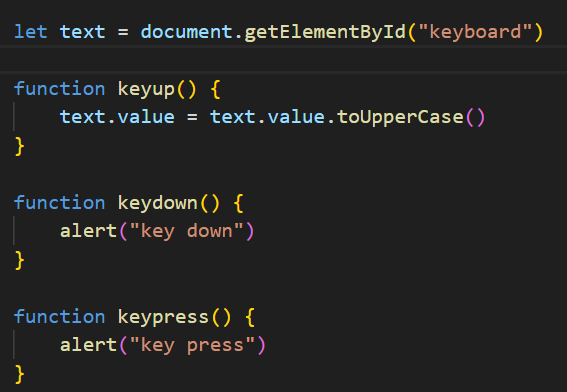 let text = document.getElementById("keyboard")
function keyup() {
    text.value = text.value.toUpperCase()
}
function keydown() {
    alert("key down")
}
function keypress() {
    alert("key press")
}